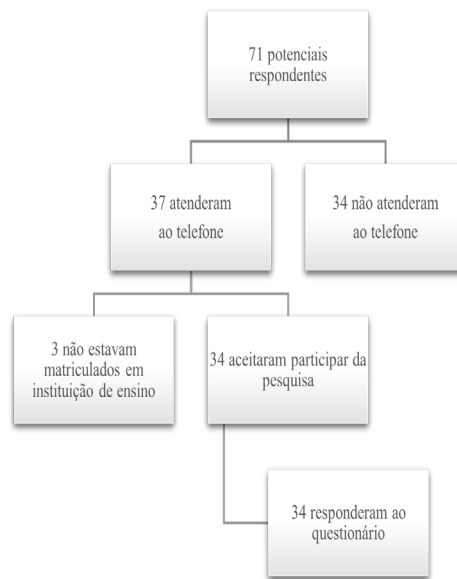 71 potenciais
respondentes
37 atenderam
ao telefone
34 não atenderam
ao telefone
3 não estavam
matriculados em
instituição de ensino
34 aceitaram participar da
pesquisa
34 responderam ao
questionário